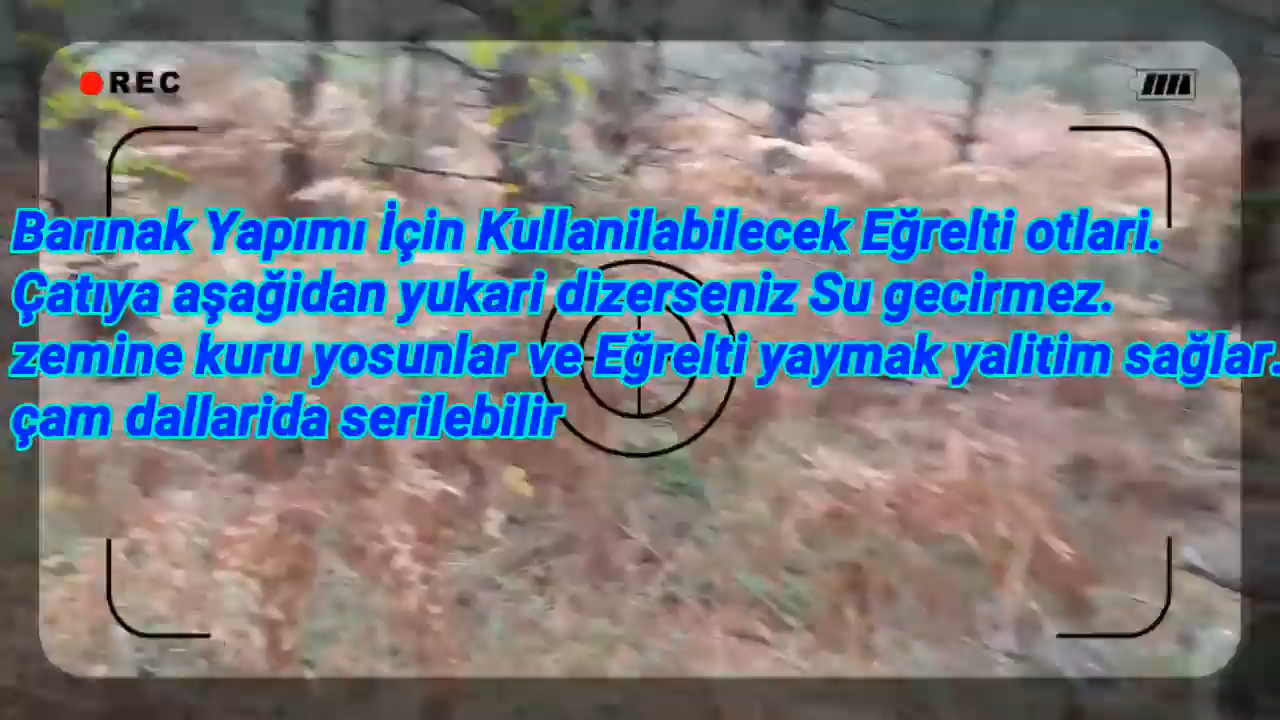 REC
Barınak Yapımı İçin Kullanilabilecek Eğrelti otlari.
Çatıya aşağidan yukari dizerseniz Su gecirmez.
zemine kuru yosunlar ve Eğrelti yaymak yalitim sağlar.
çam dallarida serilebilir